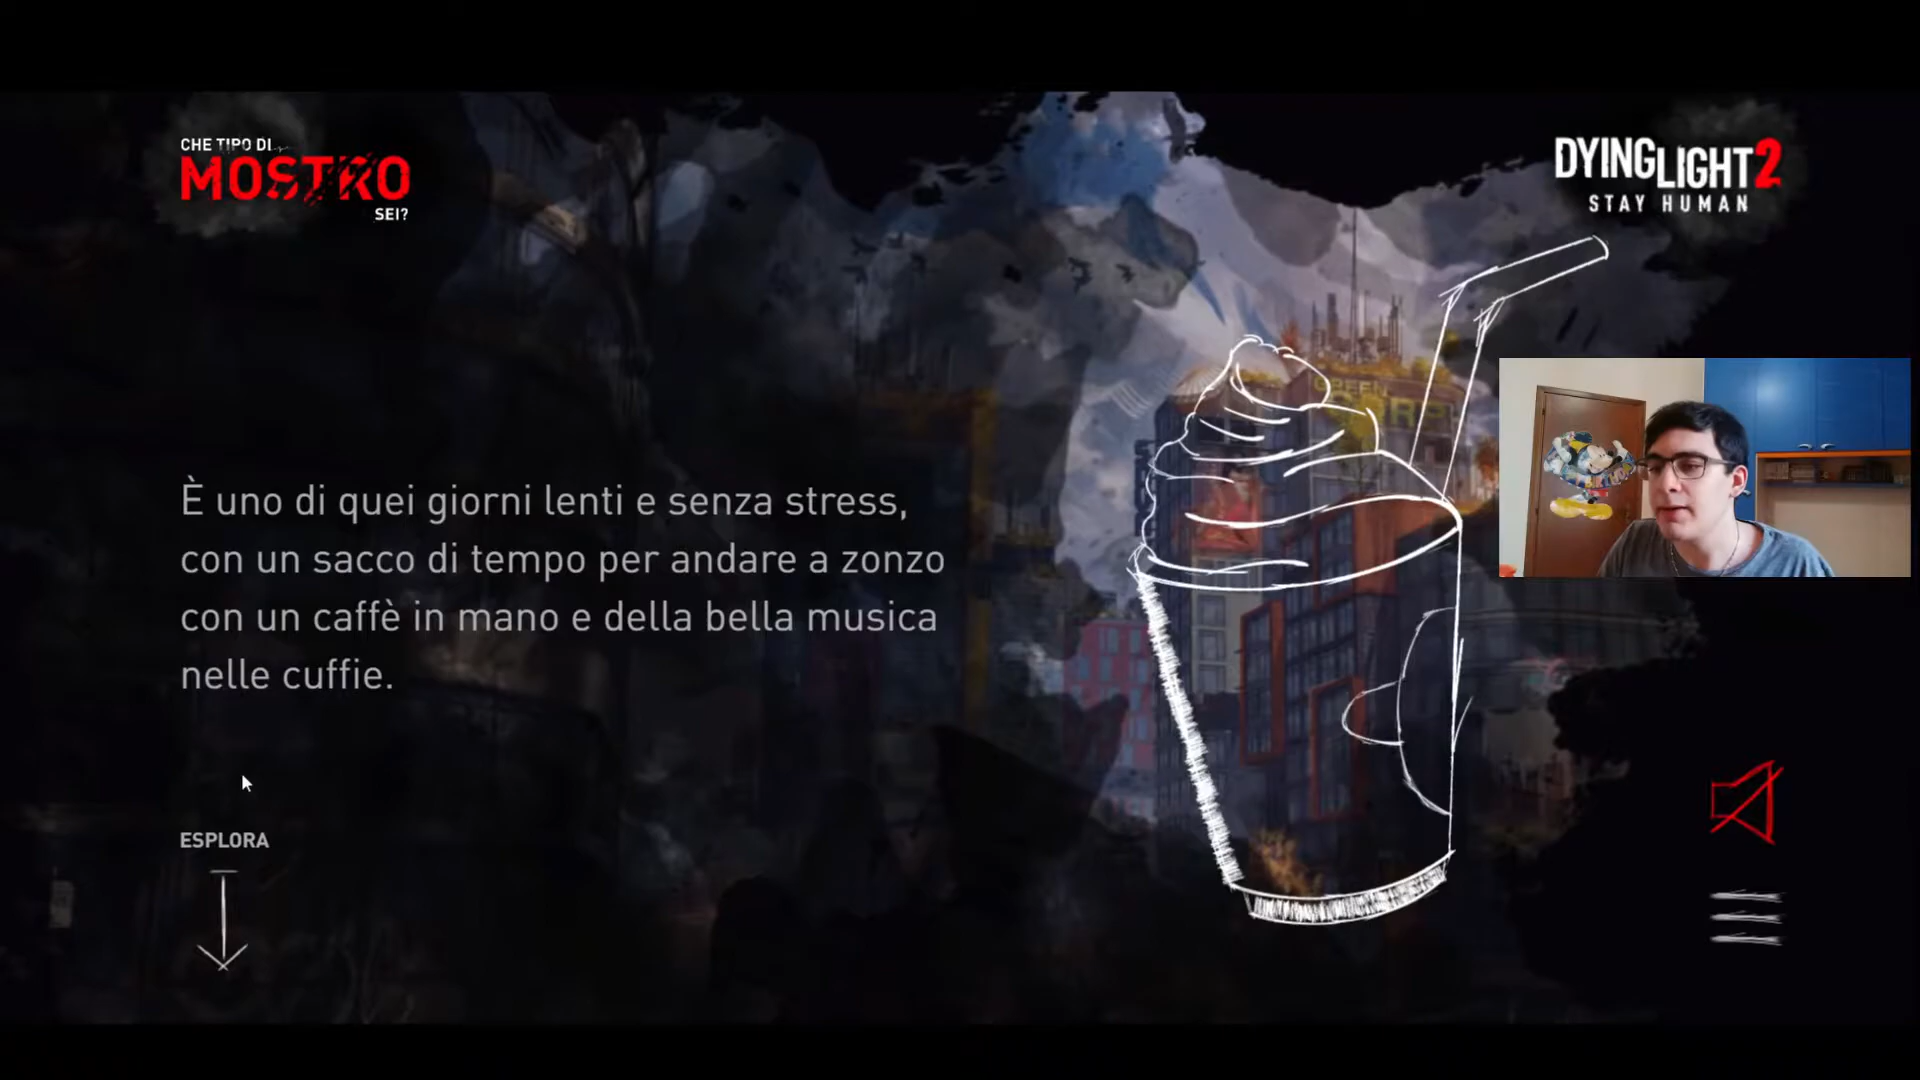 CHE TIPO DI
MOSTRO
SEI?
DYING LIGHT 2
STAY HUMAN
GREEN
È uno di quei giorni lenti e senza stress,
con un sacco di tempo per andare a zonzo
con un caffè in mano e della bella musica
nelle cuffie.
ESPLORA